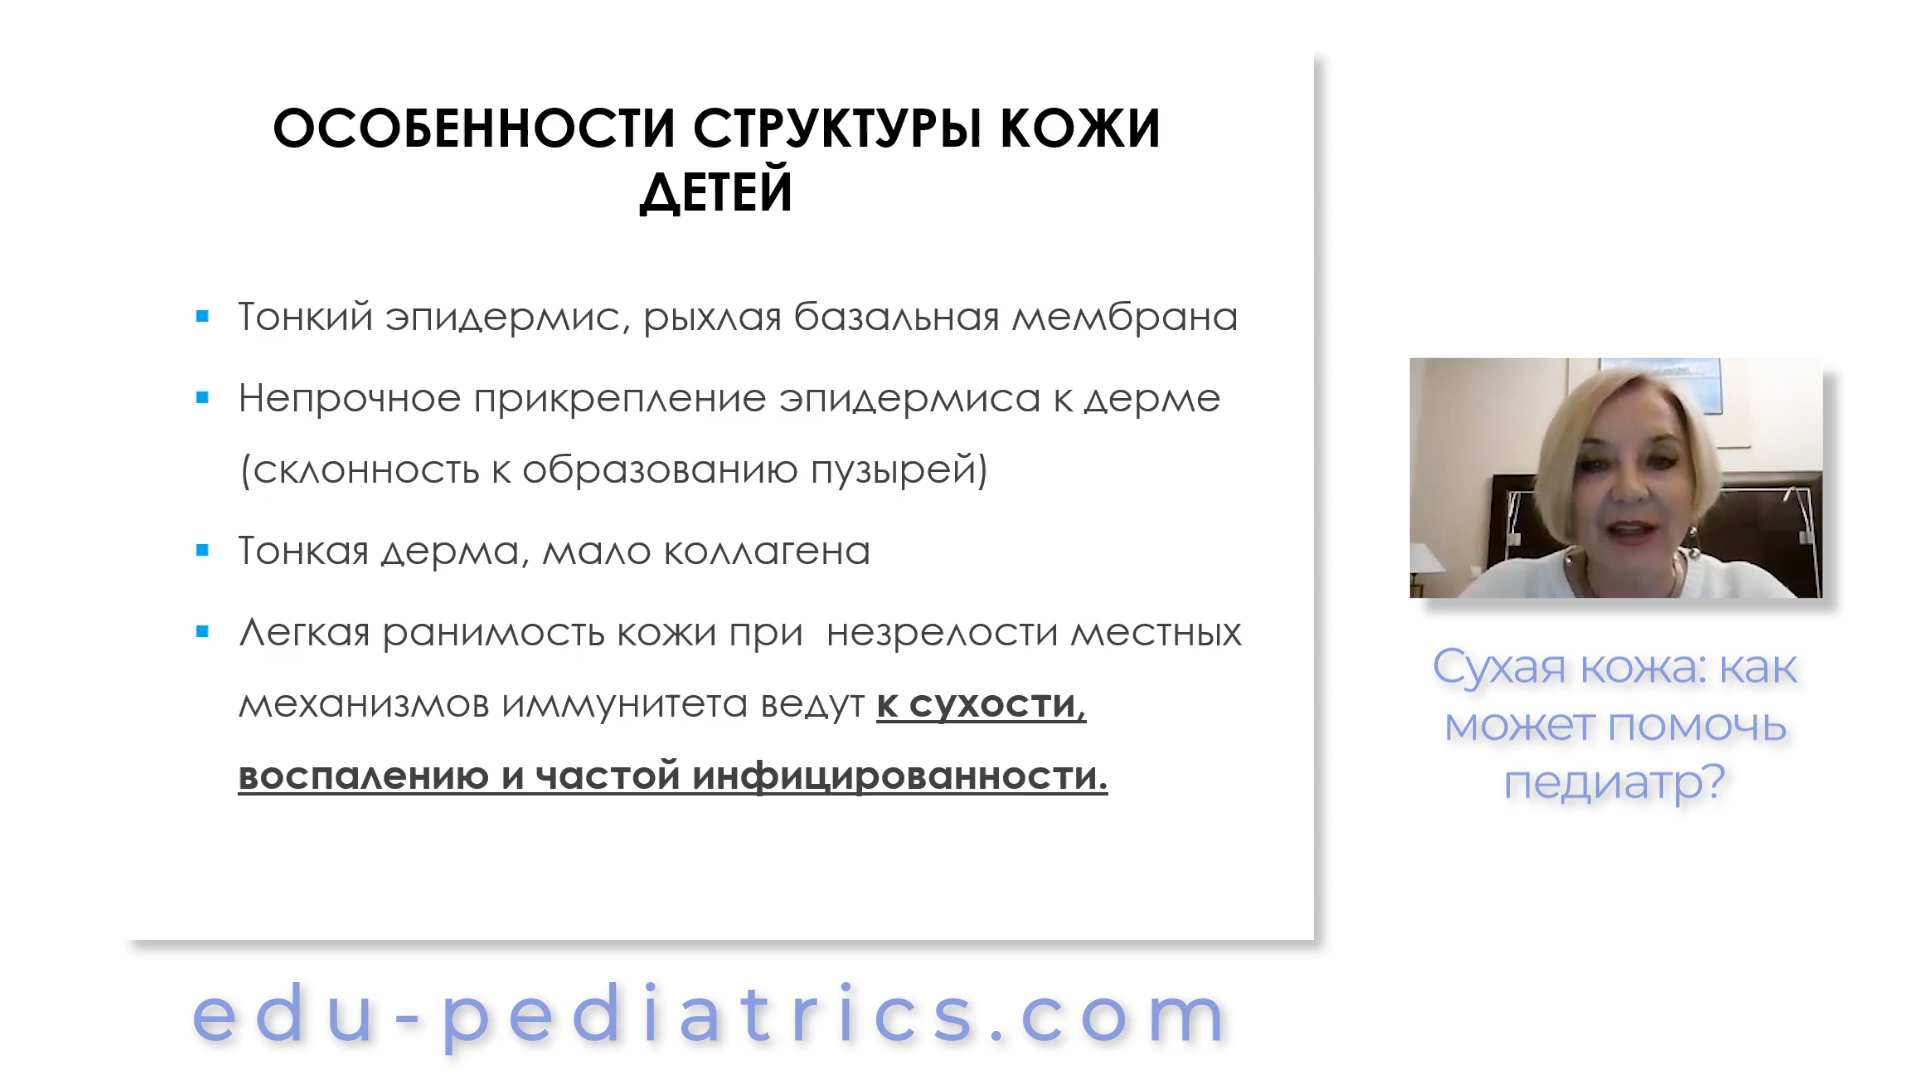 ОСОБЕННОСТИ СТРУКТУРЫ КОЖИ
ДЕТЕЙ
Тонкий эпидермис, рыхлая базальная мембрана
Непрочное прикрепление эпидермиса к дерме
(склонность к образованию пузырей)
Тонкая дерма, мало коллагена
Легкая ранимость кожи при  незрелости местных
механизмов иммунитета ведут к сухости,
воспалению и частой инфицированности.
Сухая кожа: как
может помочь
педиатр?
edu-pediatrics.com